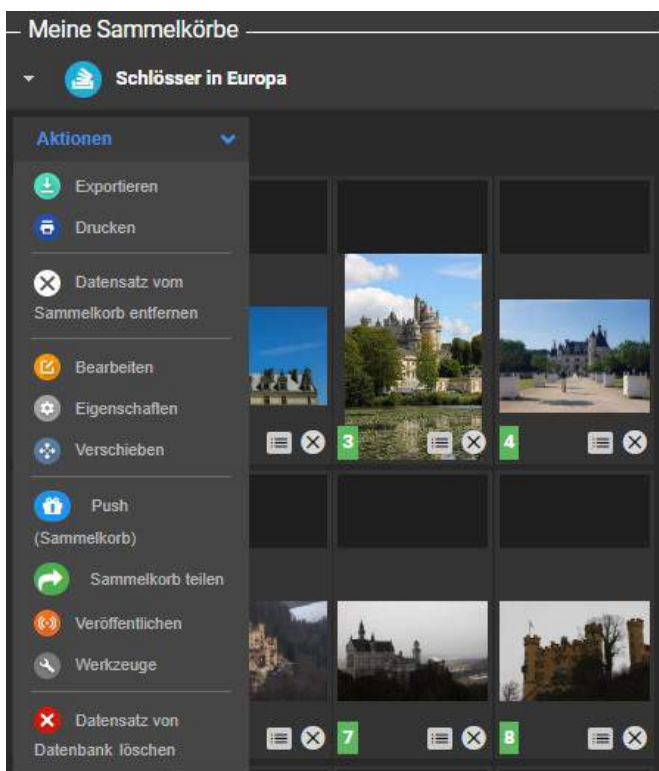 Meine Sammelkörbe
Schlösser in Europa
Aktionen
Exportieren
Drucken
Datensatz vom
Sammelkorb entfernen
Bearbeiten
Eigenschaften
Verschieben
Push
(Sammelkorb)
Sammelkorb teilen
Veröffentlichen
Werkzeuge
Datensatz von
Datenbank löschen
3
4
7
8